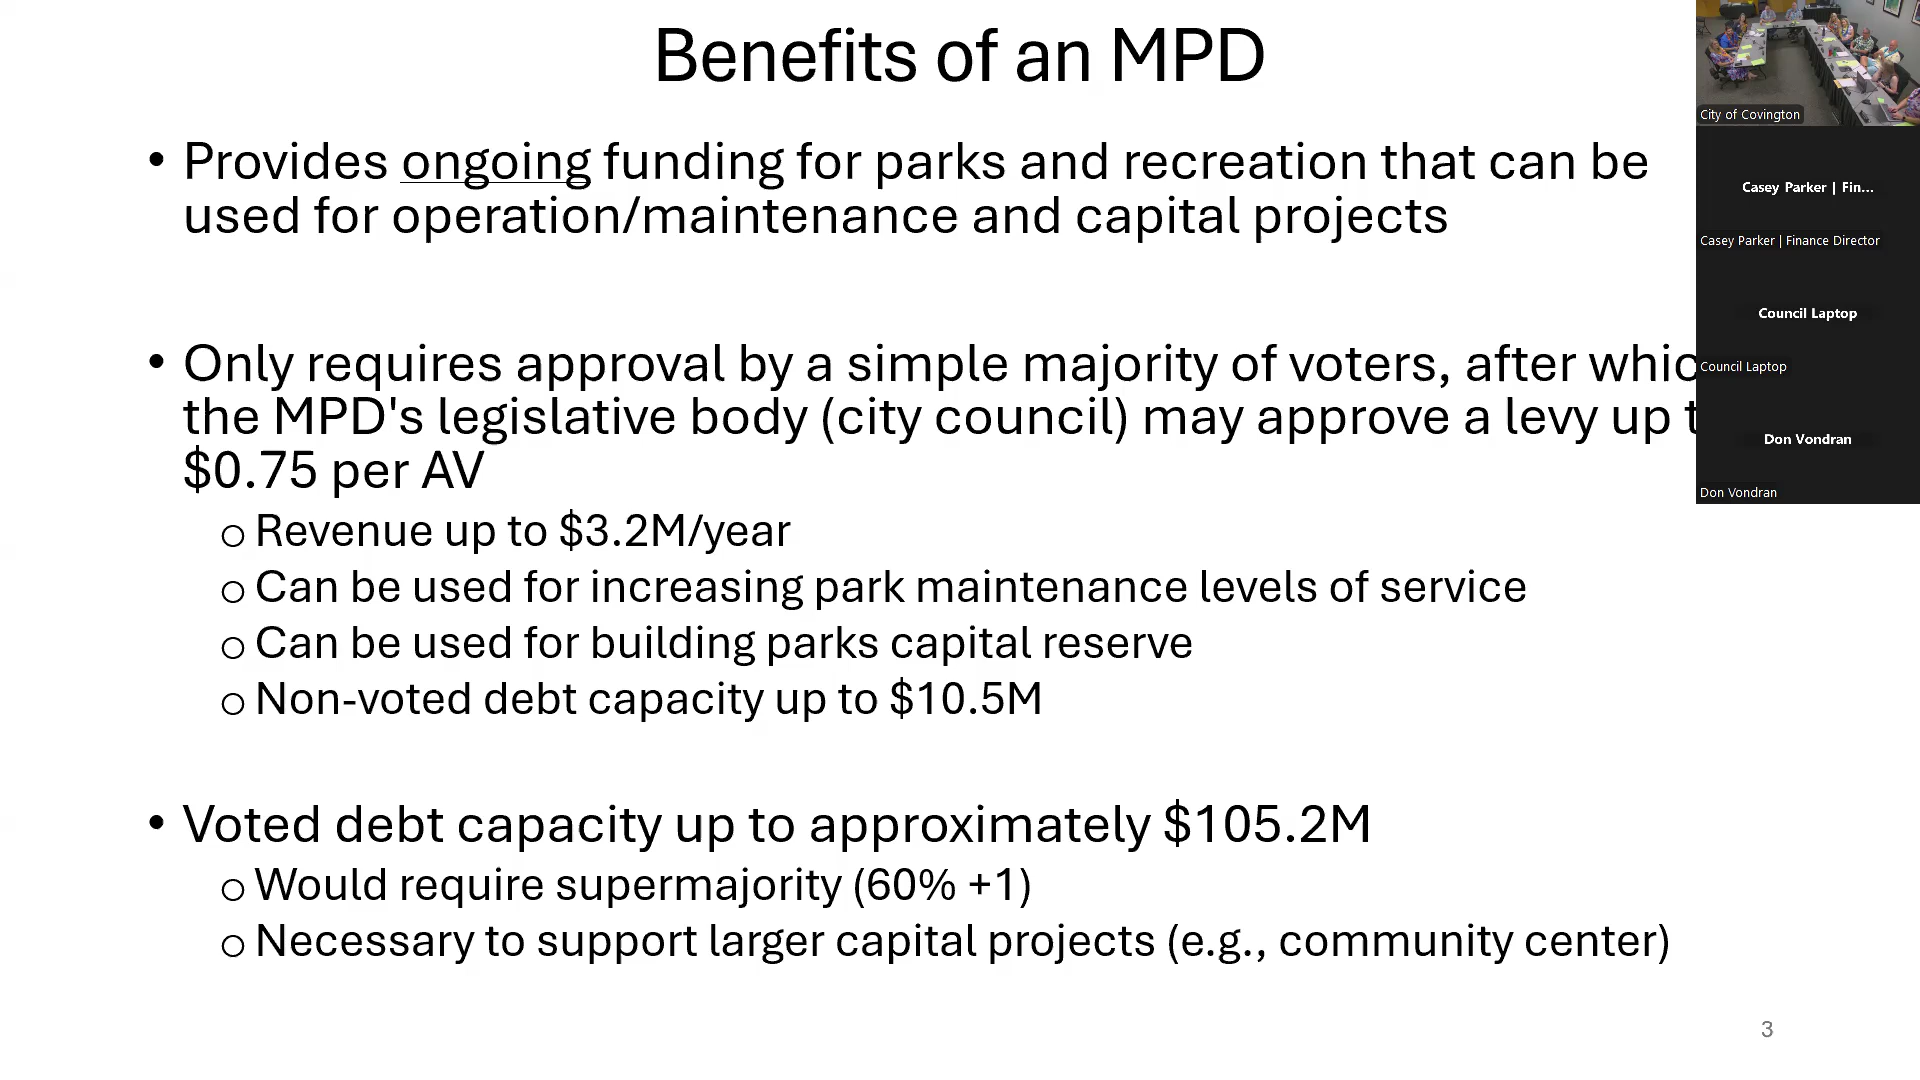 Benefits of an MPD
• Provides ongoing funding for parks and recreation that can be
used for operation/maintenance and capital projects
• Only requires approval by a simple majority of voters, after whic
the MPD's legislative body (city council) may approve a levy up t
$0.75 per AV
o Revenue up to $3.2M/year
o Can be used for increasing park maintenance levels of service
o Can be used for building parks capital reserve
o Non-voted debt capacity up to $10.5M
• Voted debt capacity up to approximately $105.2M
o Would require supermajority (60% +1)
o Necessary to support larger capital projects (e.g., community center)
3
City of Covington
Casey Parker | Fin...
Casey Parker | Finance Director
Council Laptop
Council Laptop
Don Vondran
Don Vondran